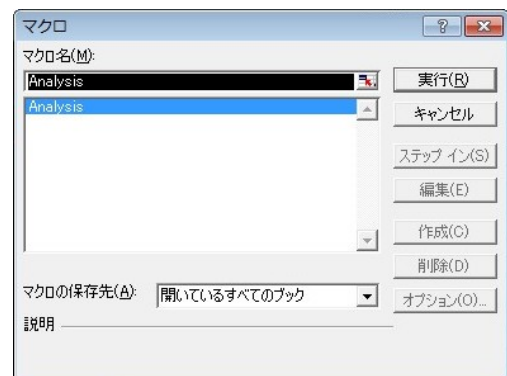 マクロ
マクロ名(M):
Analysis
Analysis
実行(R)
キャンセル
ステップ イン(S)
編集(E)
作成(C)
削除(D)
オプション(O)...
マクロの保存先(A):
開いているすべてのブック
説明